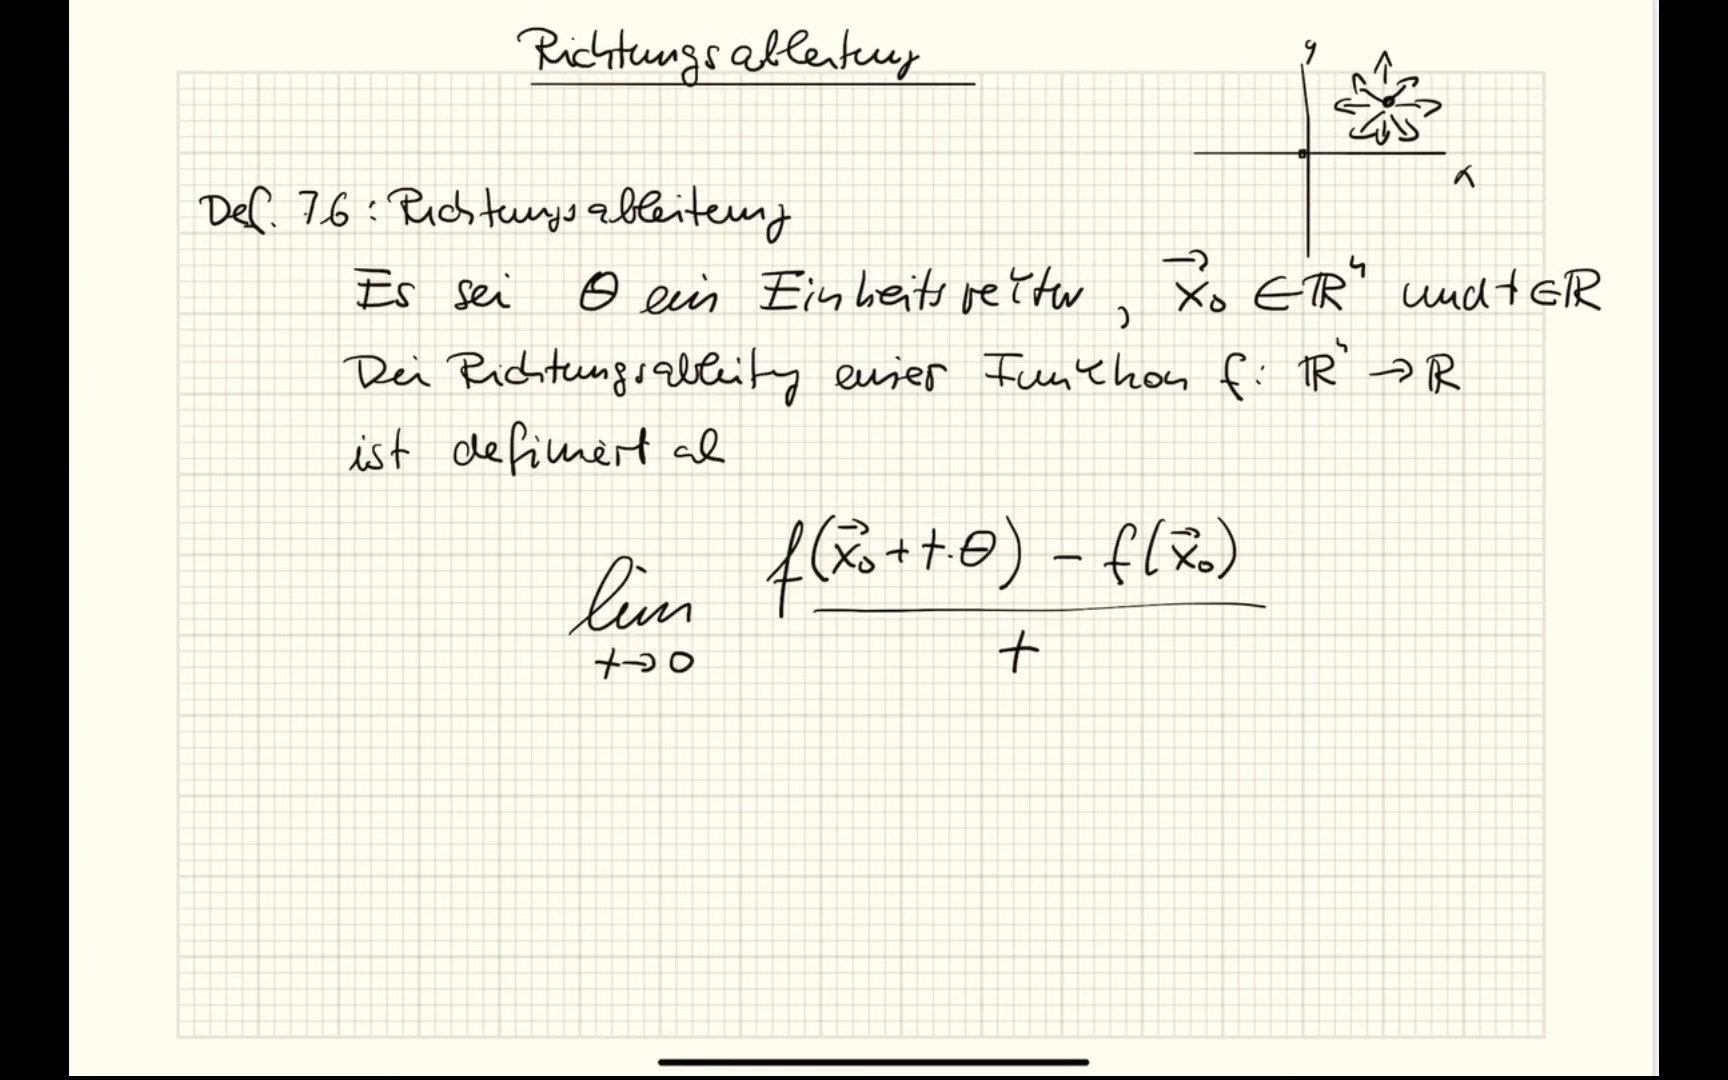 Richtungsableitung
y
x
Def. 7.6: Richtungsableitung
Es sei θ ein Einheitsvektor, x⃗₀ ∈ ℝⁿ und t ∈ ℝ
Die Richtungsableitung einer Funktion f: ℝⁿ → ℝ
ist definiert als
lim t→0 (f(x⃗₀ + t·θ) - f(x⃗₀)) / t